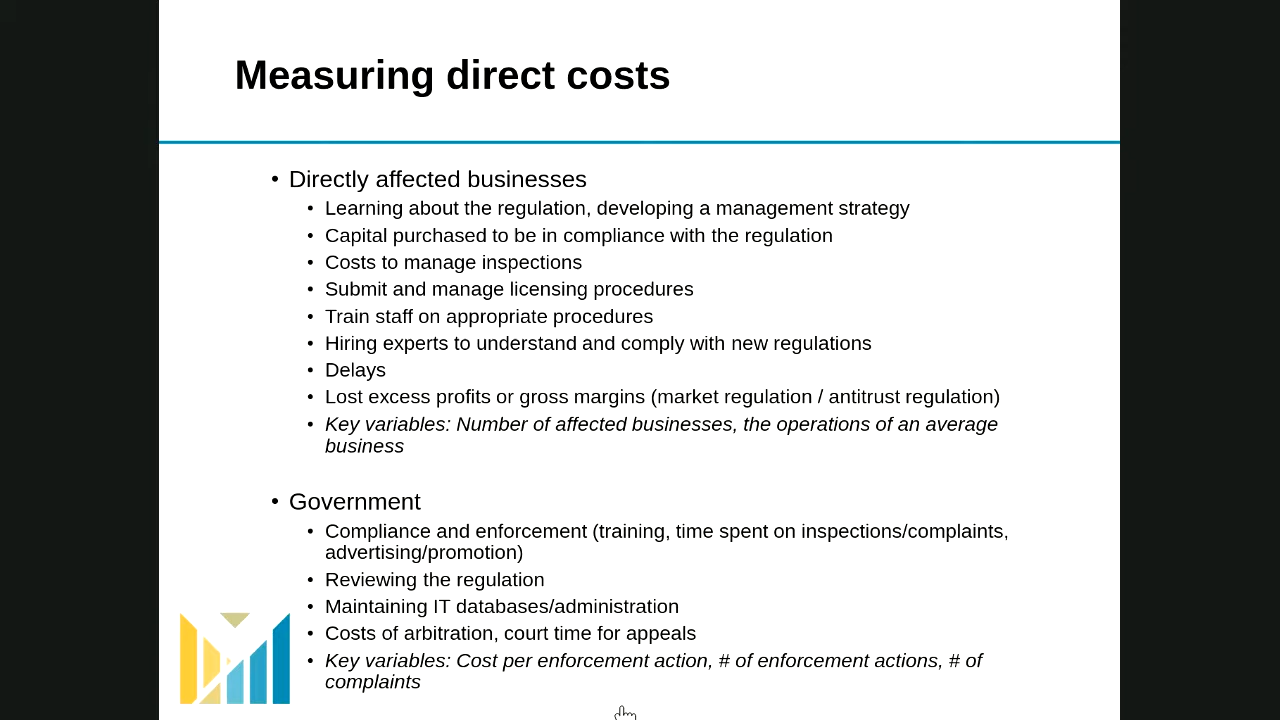 Measuring direct costs
• Directly affected businesses
• Learning about the regulation, developing a management strategy
• Capital purchased to be in compliance with the regulation
• Costs to manage inspections
• Submit and manage licensing procedures
• Train staff on appropriate procedures
• Hiring experts to understand and comply with new regulations
• Delays
• Lost excess profits or gross margins (market regulation / antitrust regulation)
• Key variables: Number of affected businesses, the operations of an average
business
• Government
• Compliance and enforcement (training, time spent on inspections/complaints,
advertising/promotion)
• Reviewing the regulation
• Maintaining IT databases/administration
• Costs of arbitration, court time for appeals
• Key variables: Cost per enforcement action, # of enforcement actions, # of
complaints